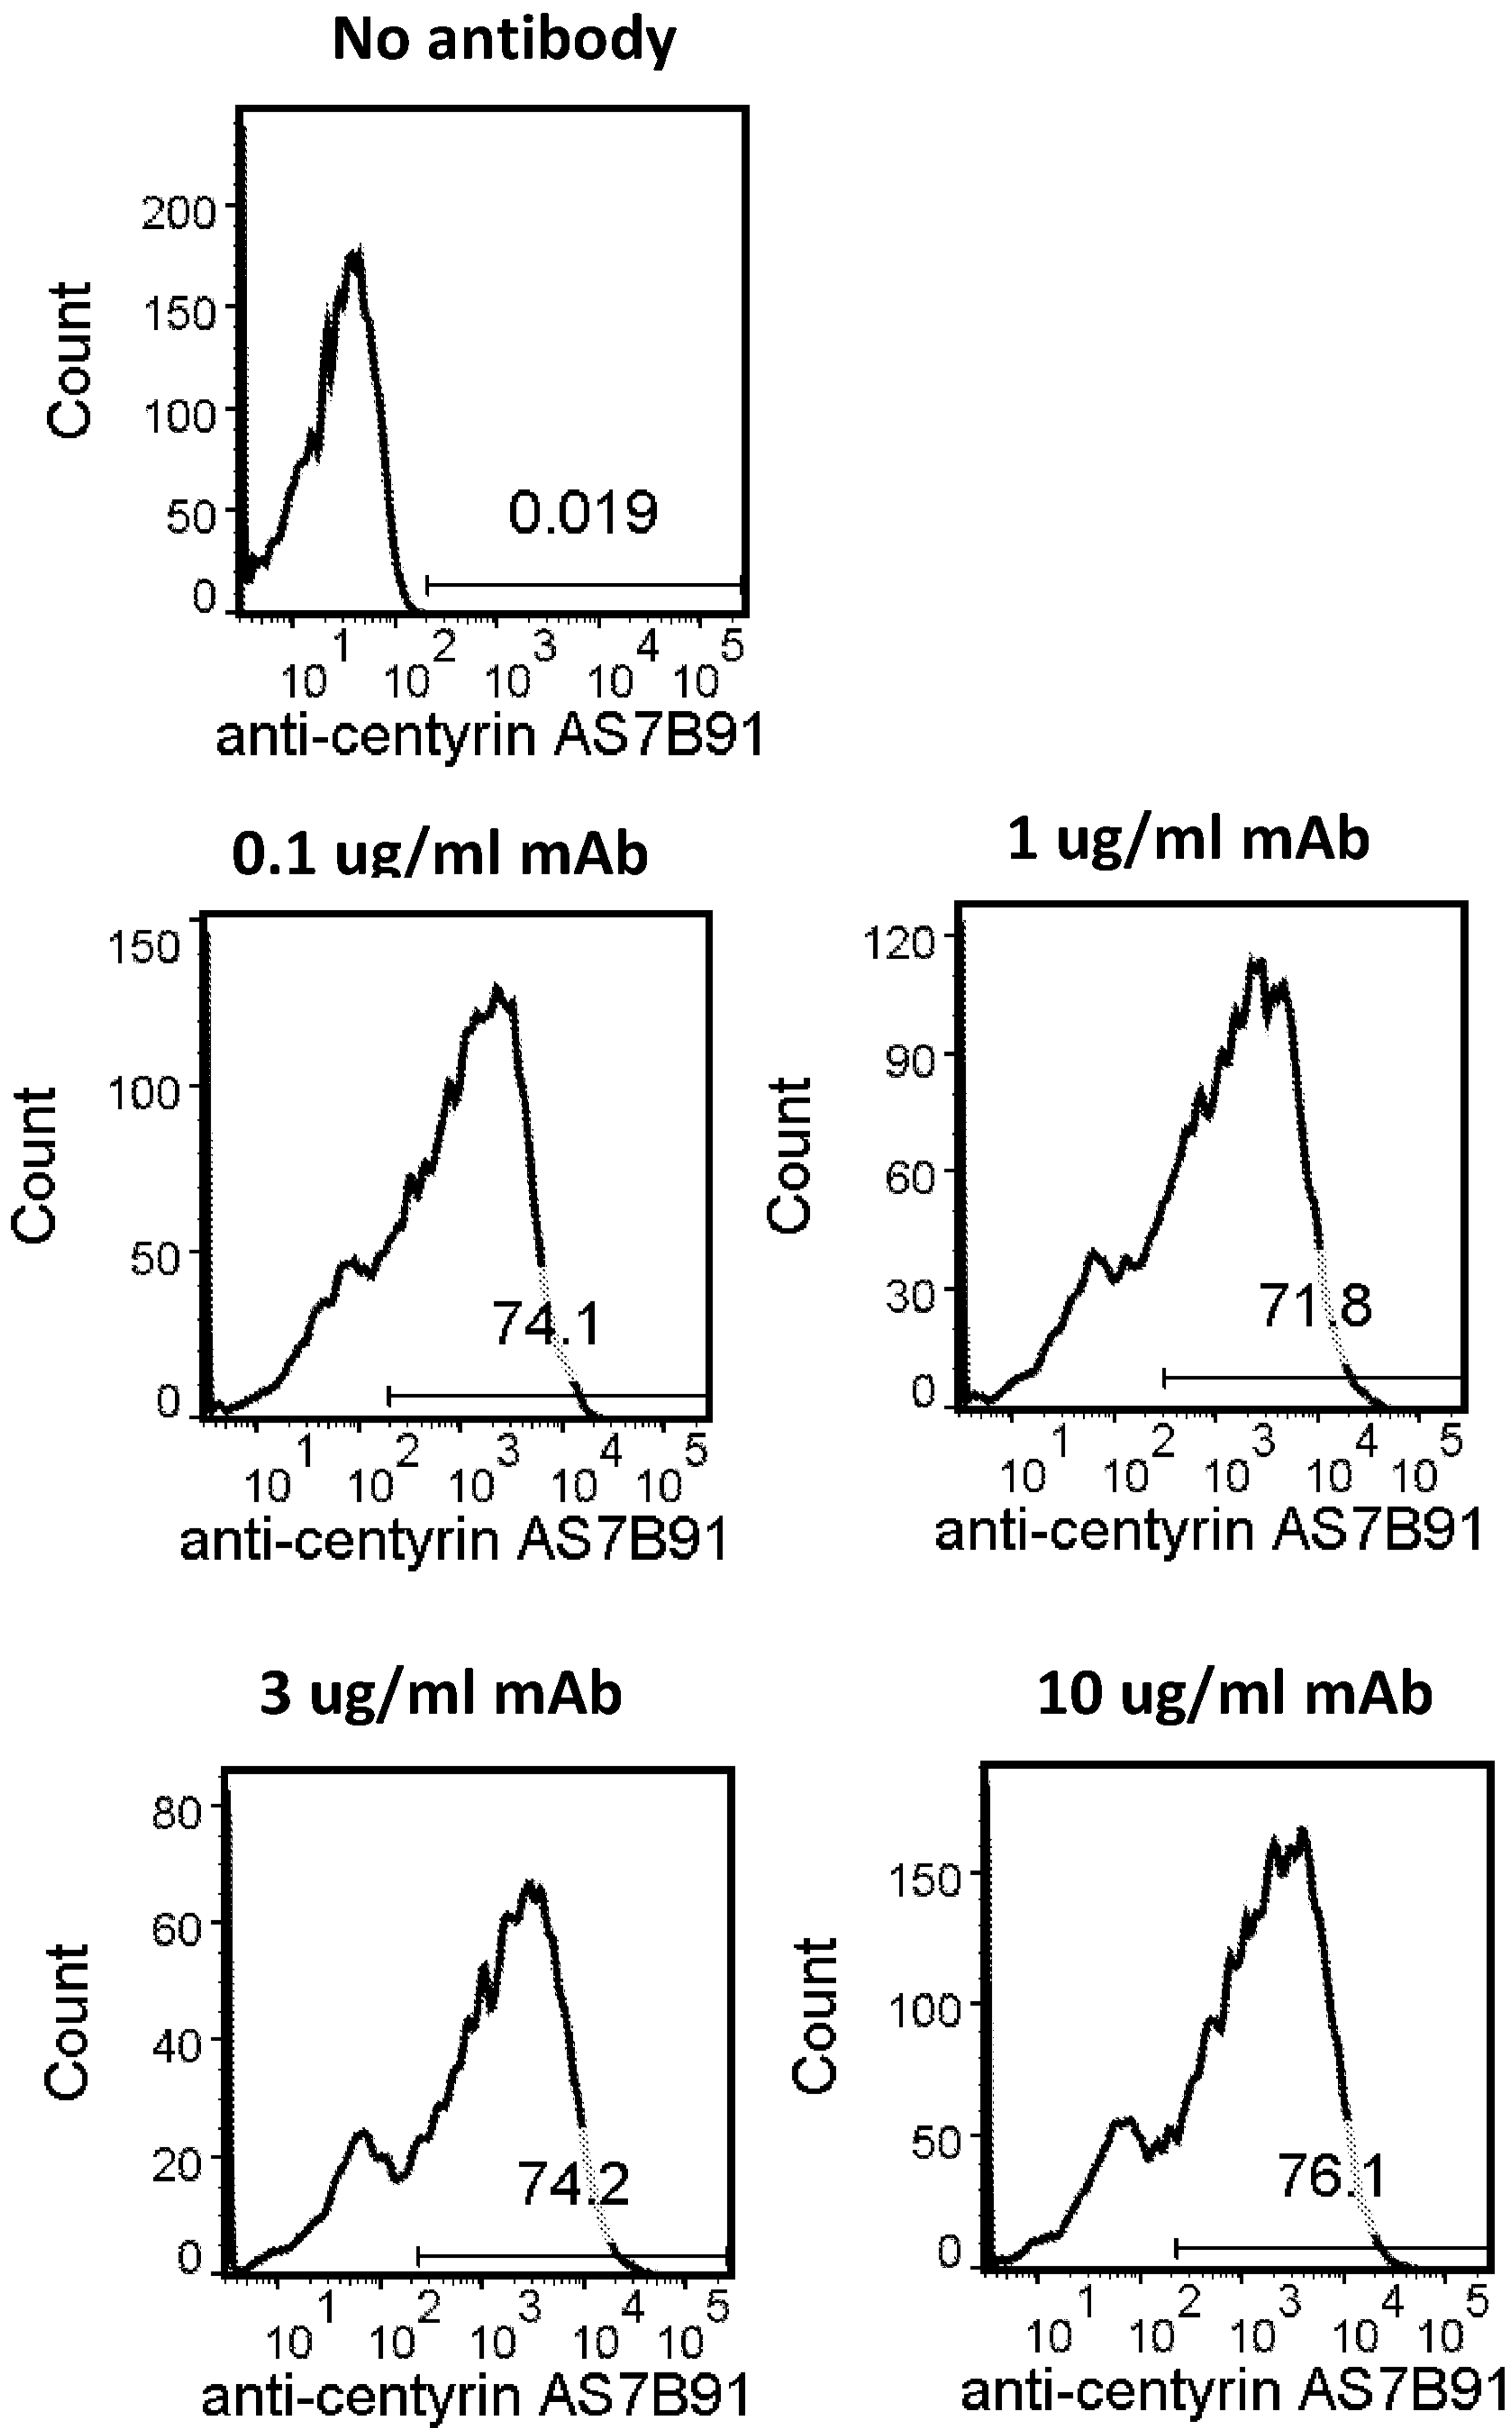 No antibody
Count
200
150
100
50
0
0.019
10^1 10^2 10^3 10^4 10^5
anti-centyrin AS7B91
0.1 ug/ml mAb
Count
150
100
50
0
74.1
10^1 10^2 10^3 10^4 10^5
anti-centyrin AS7B91
1 ug/ml mAb
Count
120
90
60
30
0
71.8
10^1 10^2 10^3 10^4 10^5
anti-centyrin AS7B91
3 ug/ml mAb
Count
80
60
40
20
0
74.2
10^1 10^2 10^3 10^4 10^5
anti-centyrin AS7B91
10 ug/ml mAb
Count
150
100
50
0
76.1
10^1 10^2 10^3 10^4 10^5
anti-centyrin AS7B91